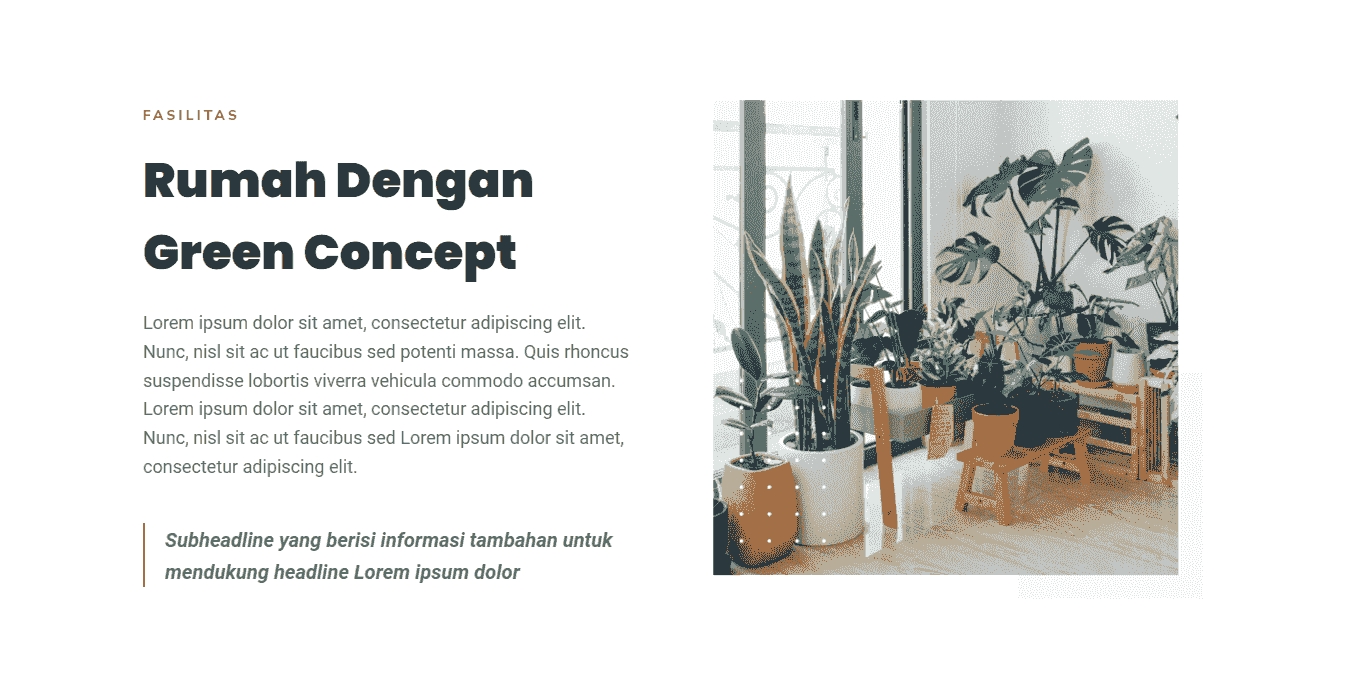 FASILITAS
Rumah Dengan
Green Concept
Lorem ipsum dolor sit amet, consectetur adipiscing elit.
Nunc, nisl sit ac ut faucibus sed potenti massa. Quis rhoncus
suspendisse lobortis viverra vehicula commodo accumsan.
Lorem ipsum dolor sit amet, consectetur adipiscing elit.
Nunc, nisl sit ac ut faucibus sed Lorem ipsum dolor sit amet,
consectetur adipiscing elit.
Subheadline yang berisi informasi tambahan untuk
mendukung headline Lorem ipsum dolor